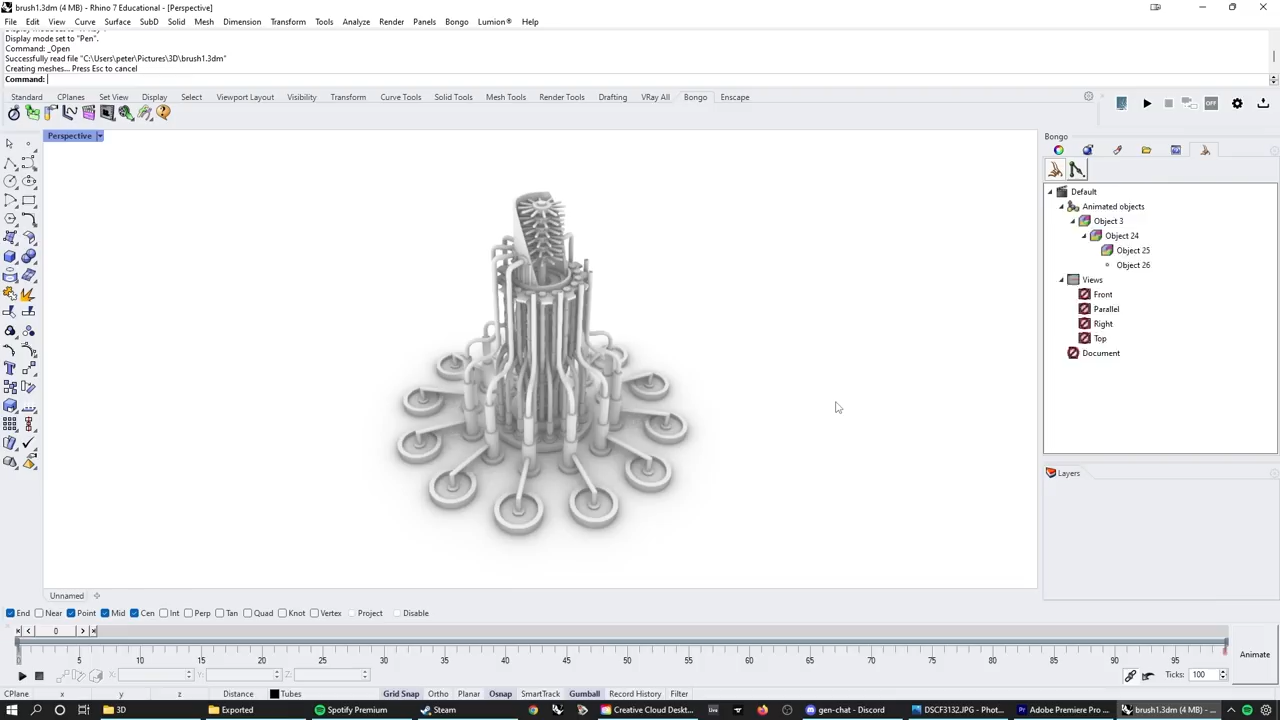 brush1.3dm (4 MB) - Rhino 7 Educational - [Perspective]
File Edit View Curve Surface SubD Solid Mesh Dimension Transform Tools Analyze Render Panels Bongo Lumion® Help
Display mode set to "Pen".
Command: _Open
Successfully read file "C:\Users\peter\Pictures\3D\brush1.3dm"
Creating meshes... Press Esc to cancel
Command:
Standard CPlanes Set View Display Select Viewport Layout Visibility Transform Curve Tools Solid Tools Mesh Tools Render Tools Drafting VRay All Bongo Enscape
OFF
Perspective
Bongo
Default
Animated objects
Object 3
Object 24
Object 25
Object 26
Views
Front
Parallel
Right
Top
Document
Layers
Unnamed
End Near Point Mid Cen Int Perp Tan Quad Knot Vertex Project Disable
0
0 5 10 15 20 25 30 35 40 45 50 55 60 65 70 75 80 85 90 95
Animate
X: Y: Z: Ticks: 100
CPlane x y z Distance Tubes Grid Snap Ortho Planar Osnap SmartTrack Gumball Record History Filter
3D Exported Spotify Premium Steam Creative Cloud Desk... Live gen-chat - Discord DSCF3132.JPG - Phot... Adobe Premiere Pro ... brush1.3dm (4 MB) - ...